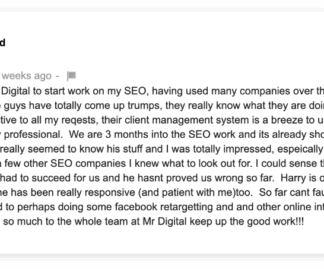 d
weeks ago -
Digital to start work on my SEO, having used many companies over th
guys have totally come up trumps, they really know what they are doi
tive to all my reqests, their client management system is a breeze to u
professional. We are 3 months into the SEO work and its already sho
really seemed to know his stuff and I was totally impressed, espeically
few other SEO companies I knew what to look out for. I could sense th
had to succeed for us and he hasnt proved us wrong so far. Harry is c
ne has been really responsive (and patient with me)too. So far cant fau
d to perhaps doing some facebook retargetting and and other online int
so much to the whole team at Mr Digital keep up the good work!!!